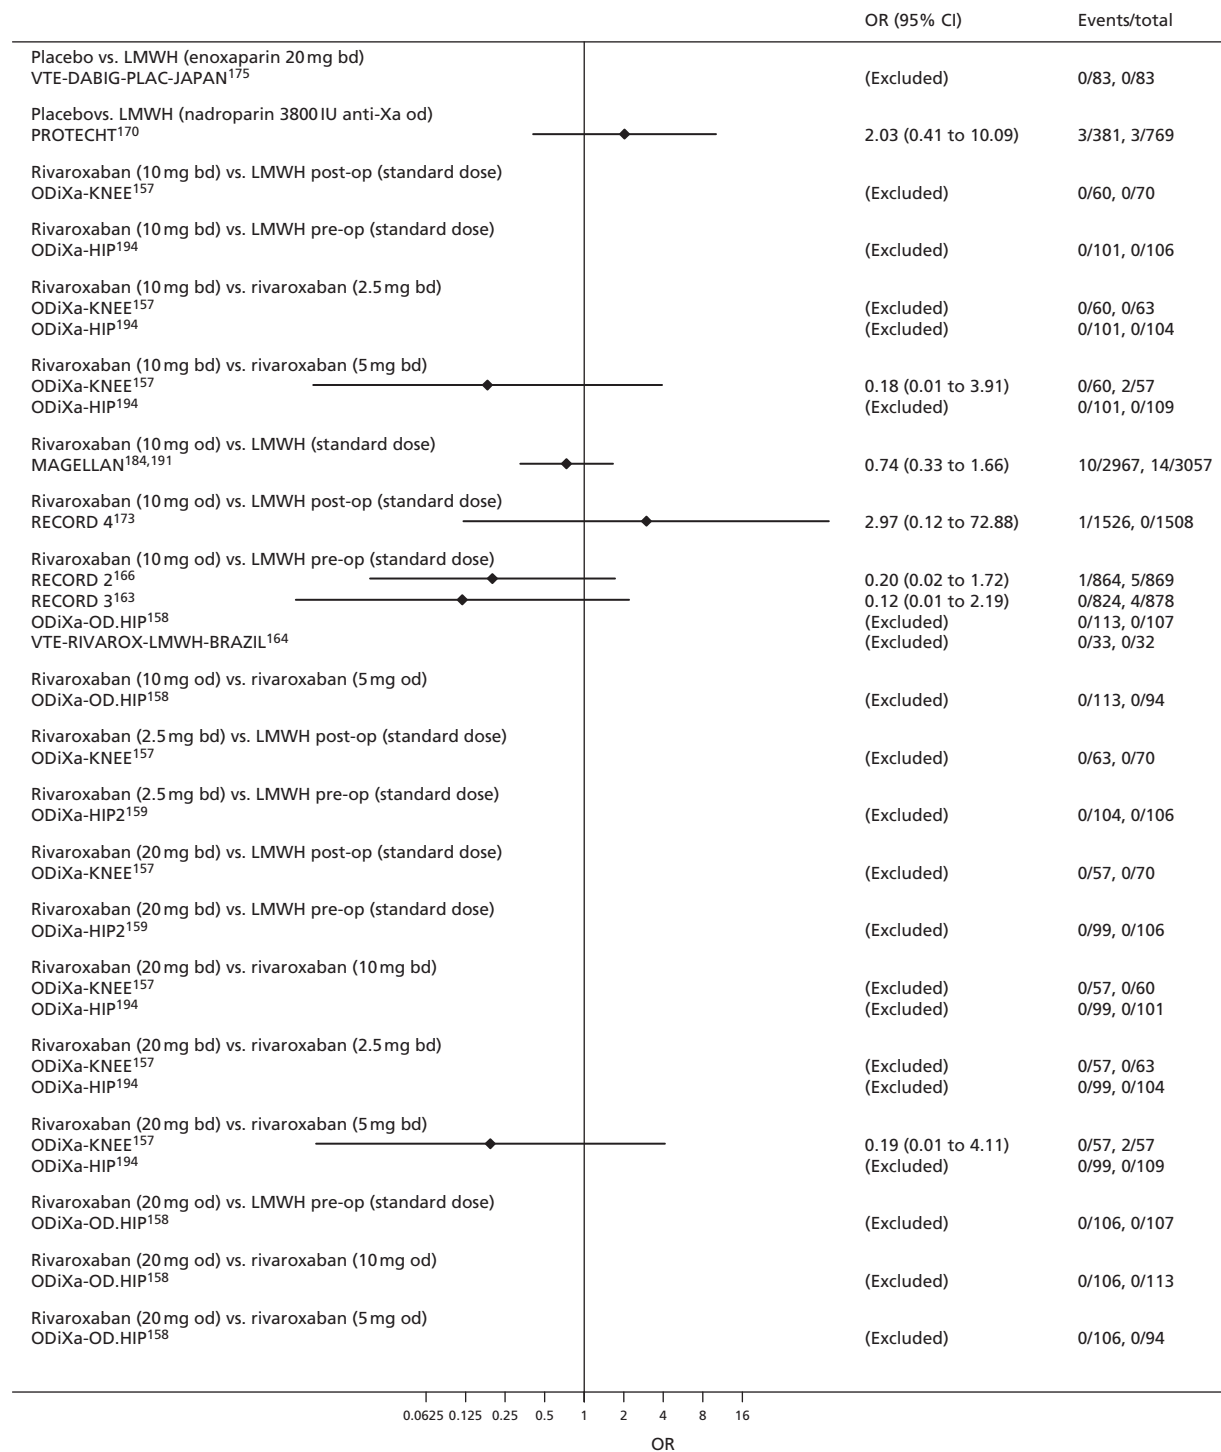 OR (95% CI) Events/total
Placebo vs. LMWH (enoxaparin 20 mg bd)
VTE-DABIG-PLAC-JAPAN175 (Excluded) 0/83, 0/83
Placebovs. LMWH (nadroparin 3800 IU anti-Xa od)
PROTECHT170 2.03 (0.41 to 10.09) 3/381, 3/769
Rivaroxaban (10 mg bd) vs. LMWH post-op (standard dose)
ODiXa-KNEE157 (Excluded) 0/60, 0/70
Rivaroxaban (10 mg bd) vs. LMWH pre-op (standard dose)
ODiXa-HIP194 (Excluded) 0/101, 0/106
Rivaroxaban (10 mg bd) vs. rivaroxaban (2.5 mg bd)
ODiXa-KNEE157 (Excluded) 0/60, 0/63
ODiXa-HIP194 (Excluded) 0/101, 0/104
Rivaroxaban (10 mg bd) vs. rivaroxaban (5 mg bd)
ODiXa-KNEE157 0.18 (0.01 to 3.91) 0/60, 2/57
ODiXa-HIP194 (Excluded) 0/101, 0/109
Rivaroxaban (10 mg od) vs. LMWH (standard dose)
MAGELLAN184,191 0.74 (0.33 to 1.66) 10/2967, 14/3057
Rivaroxaban (10 mg od) vs. LMWH post-op (standard dose)
RECORD 4173 2.97 (0.12 to 72.88) 1/1526, 0/1508
Rivaroxaban (10 mg od) vs. LMWH pre-op (standard dose)
RECORD 2166 0.20 (0.02 to 1.72) 1/864, 5/869
RECORD 3163 0.12 (0.01 to 2.19) 0/824, 4/878
ODiXa-OD.HIP158 (Excluded) 0/113, 0/107
VTE-RIVAROX-LMWH-BRAZIL164 (Excluded) 0/33, 0/32
Rivaroxaban (10 mg od) vs. rivaroxaban (5 mg od)
ODiXa-OD.HIP158 (Excluded) 0/113, 0/94
Rivaroxaban (2.5 mg bd) vs. LMWH post-op (standard dose)
ODiXa-KNEE157 (Excluded) 0/63, 0/70
Rivaroxaban (2.5 mg bd) vs. LMWH pre-op (standard dose)
ODiXa-HIP2159 (Excluded) 0/104, 0/106
Rivaroxaban (20 mg bd) vs. LMWH post-op (standard dose)
ODiXa-KNEE157 (Excluded) 0/57, 0/70
Rivaroxaban (20 mg bd) vs. LMWH pre-op (standard dose)
ODiXa-HIP2159 (Excluded) 0/99, 0/106
Rivaroxaban (20 mg bd) vs. rivaroxaban (10 mg bd)
ODiXa-KNEE157 (Excluded) 0/57, 0/60
ODiXa-HIP194 (Excluded) 0/99, 0/101
Rivaroxaban (20 mg bd) vs. rivaroxaban (2.5 mg bd)
ODiXa-KNEE157 (Excluded) 0/57, 0/63
ODiXa-HIP194 (Excluded) 0/99, 0/104
Rivaroxaban (20 mg bd) vs. rivaroxaban (5 mg bd)
ODiXa-KNEE157 0.19 (0.01 to 4.11) 0/57, 2/57
ODiXa-HIP194 (Excluded) 0/99, 0/109
Rivaroxaban (20 mg od) vs. LMWH pre-op (standard dose)
ODiXa-OD.HIP158 (Excluded) 0/106, 0/107
Rivaroxaban (20 mg od) vs. rivaroxaban (10 mg od)
ODiXa-OD.HIP158 (Excluded) 0/106, 0/113
Rivaroxaban (20 mg od) vs. rivaroxaban (5 mg od)
ODiXa-OD.HIP158 (Excluded) 0/106, 0/94
0.0625 0.125 0.25 0.5 1 2 4 8 16
OR